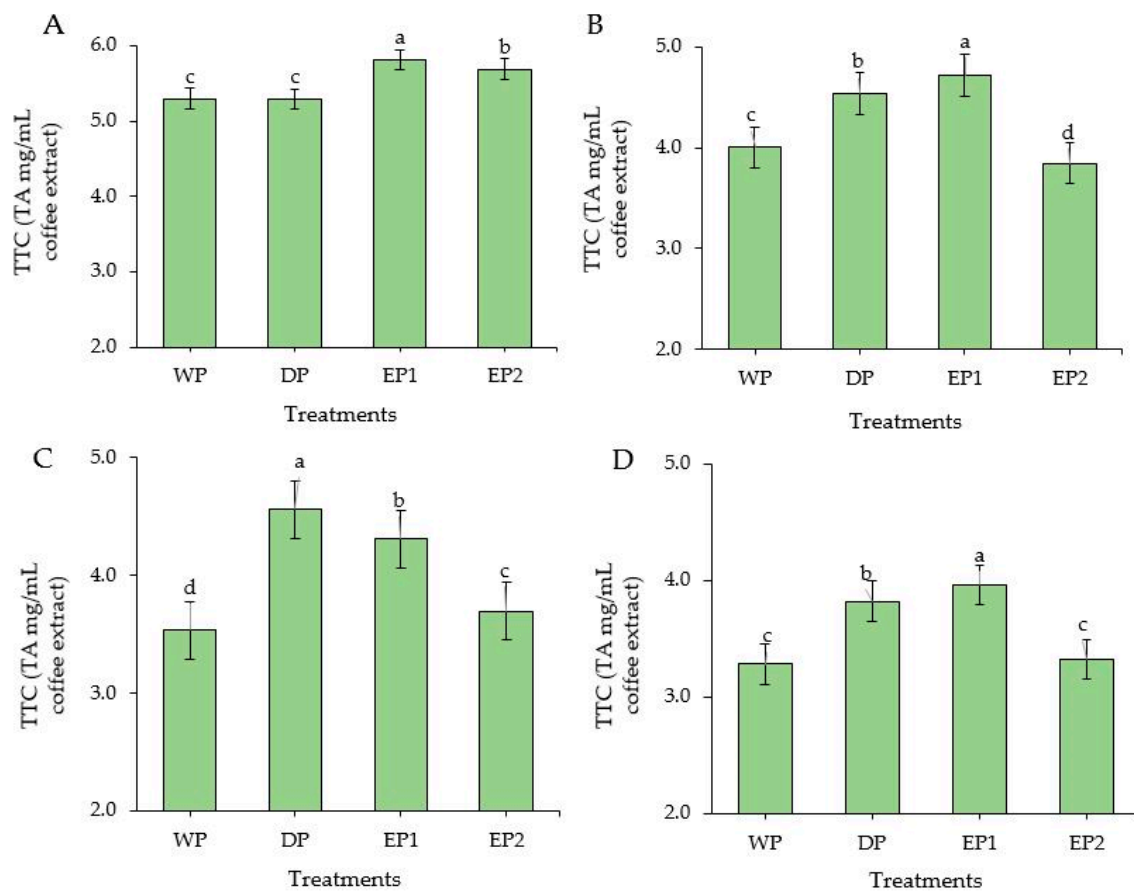 A
TTC (TA mg/mL
coffee extract)
6.0
5.0
4.0
3.0
2.0
c
c
a
b
WP
DP
EP1
EP2
Treatments
B
TTC (TA mg/mL
coffee extract)
5.0
4.0
3.0
2.0
c
b
a
d
WP
DP
EP1
EP2
Treatments
C
TTC (TA mg/mL
coffee extract)
5.0
4.0
3.0
2.0
d
a
b
c
WP
DP
EP1
EP2
Treatments
D
TTC (TA mg/mL
coffee extract)
5.0
4.0
3.0
2.0
c
b
a
c
WP
DP
EP1
EP2
Treatments